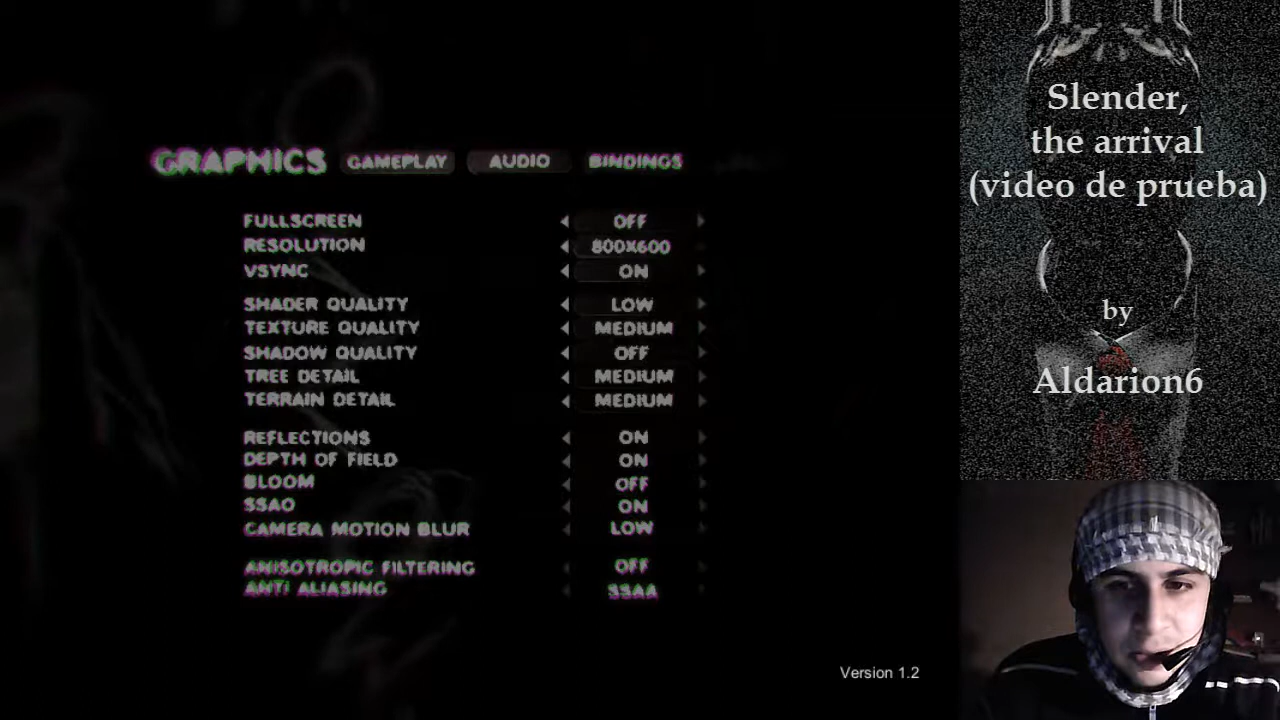 GRAPHICS GAMEPLAY AUDIO BINDINGS
FULLSCREEN OFF
RESOLUTION 800X600
VSYNC ON
SHADER QUALITY LOW
TEXTURE QUALITY MEDIUM
SHADOW QUALITY OFF
TREE DETAIL MEDIUM
TERRAIN DETAIL MEDIUM
REFLECTIONS ON
DEPTH OF FIELD ON
BLOOM OFF
SSAO ON
CAMERA MOTION BLUR LOW
ANISOTROPIC FILTERING OFF
ANTI ALIASING SSAA
Version 1.2
Slender,
the arrival
(video de prueba)
by
Aldarion6